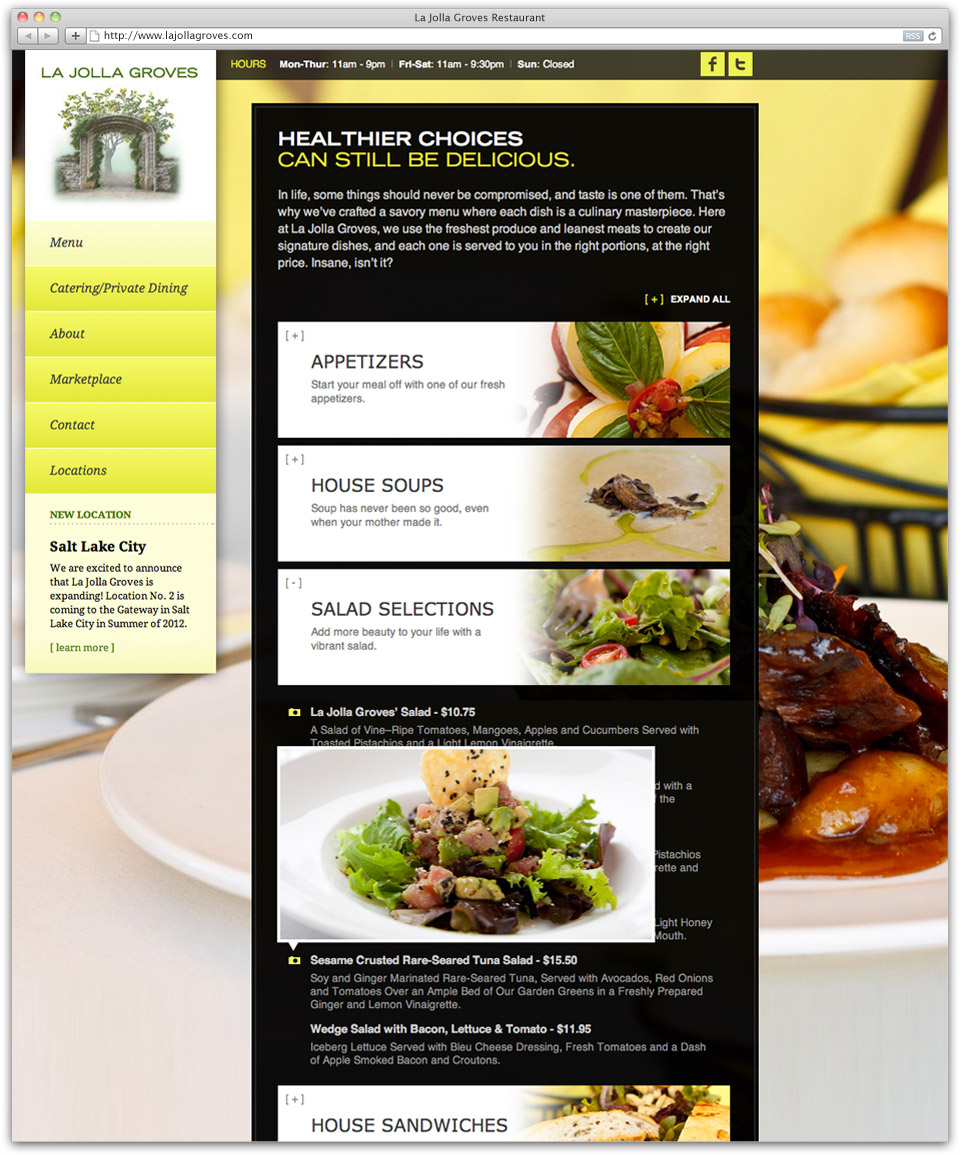 La Jolla Groves Restaurant
http://www.lajollagroves.com
RSS
LA JOLLA GROVES
HOURS Mon-Thur: 11am - 9pm | Fri-Sat: 11am - 9:30pm | Sun: Closed
f t
Menu
Catering/Private Dining
About
Marketplace
Contact
Locations
NEW LOCATION
Salt Lake City
We are excited to announce
that La Jolla Groves is
expanding! Location No. 2 is
coming to the Gateway in Salt
Lake City in Summer of 2012.
[ learn more ]
HEALTHIER CHOICES
CAN STILL BE DELICIOUS.
In life, some things should never be compromised, and taste is one of them. That's
why we've crafted a savory menu where each dish is a culinary masterpiece. Here
at La Jolla Groves, we use the freshest produce and leanest meats to create our
signature dishes, and each one is served to you in the right portions, at the right
price. Insane, isn't it?
[ + ] EXPAND ALL
[ + ]
APPETIZERS
Start your meal off with one of our fresh
appetizers.
[ + ]
HOUSE SOUPS
Soup has never been so good, even
when your mother made it.
[ - ]
SALAD SELECTIONS
Add more beauty to your life with a
vibrant salad.
La Jolla Groves' Salad - $10.75
A Salad of Vine–Ripe Tomatoes, Mangoes, Apples and Cucumbers Served with
Toasted Pistachios and a Light Lemon Vinaigrette.
d with a
the
Pistachios
rette and
Light Honey
Mouth.
Sesame Crusted Rare-Seared Tuna Salad - $15.50
Soy and Ginger Marinated Rare-Seared Tuna, Served with Avocados, Red Onions
and Tomatoes Over an Ample Bed of Our Garden Greens in a Freshly Prepared
Ginger and Lemon Vinaigrette.
Wedge Salad with Bacon, Lettuce & Tomato - $11.95
Iceberg Lettuce Served with Bleu Cheese Dressing, Fresh Tomatoes and a Dash
of Apple Smoked Bacon and Croutons.
[ + ]
HOUSE SANDWICHES